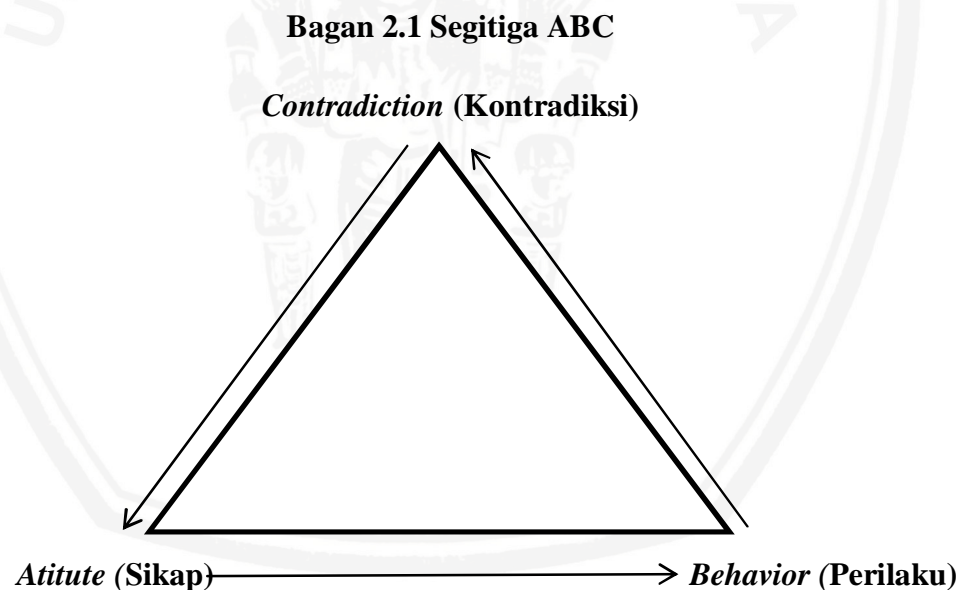 Bagan 2.1 Segitiga ABC
Contradiction (Kontradiksi)
Atitute (Sikap)
Behavior (Perilaku)